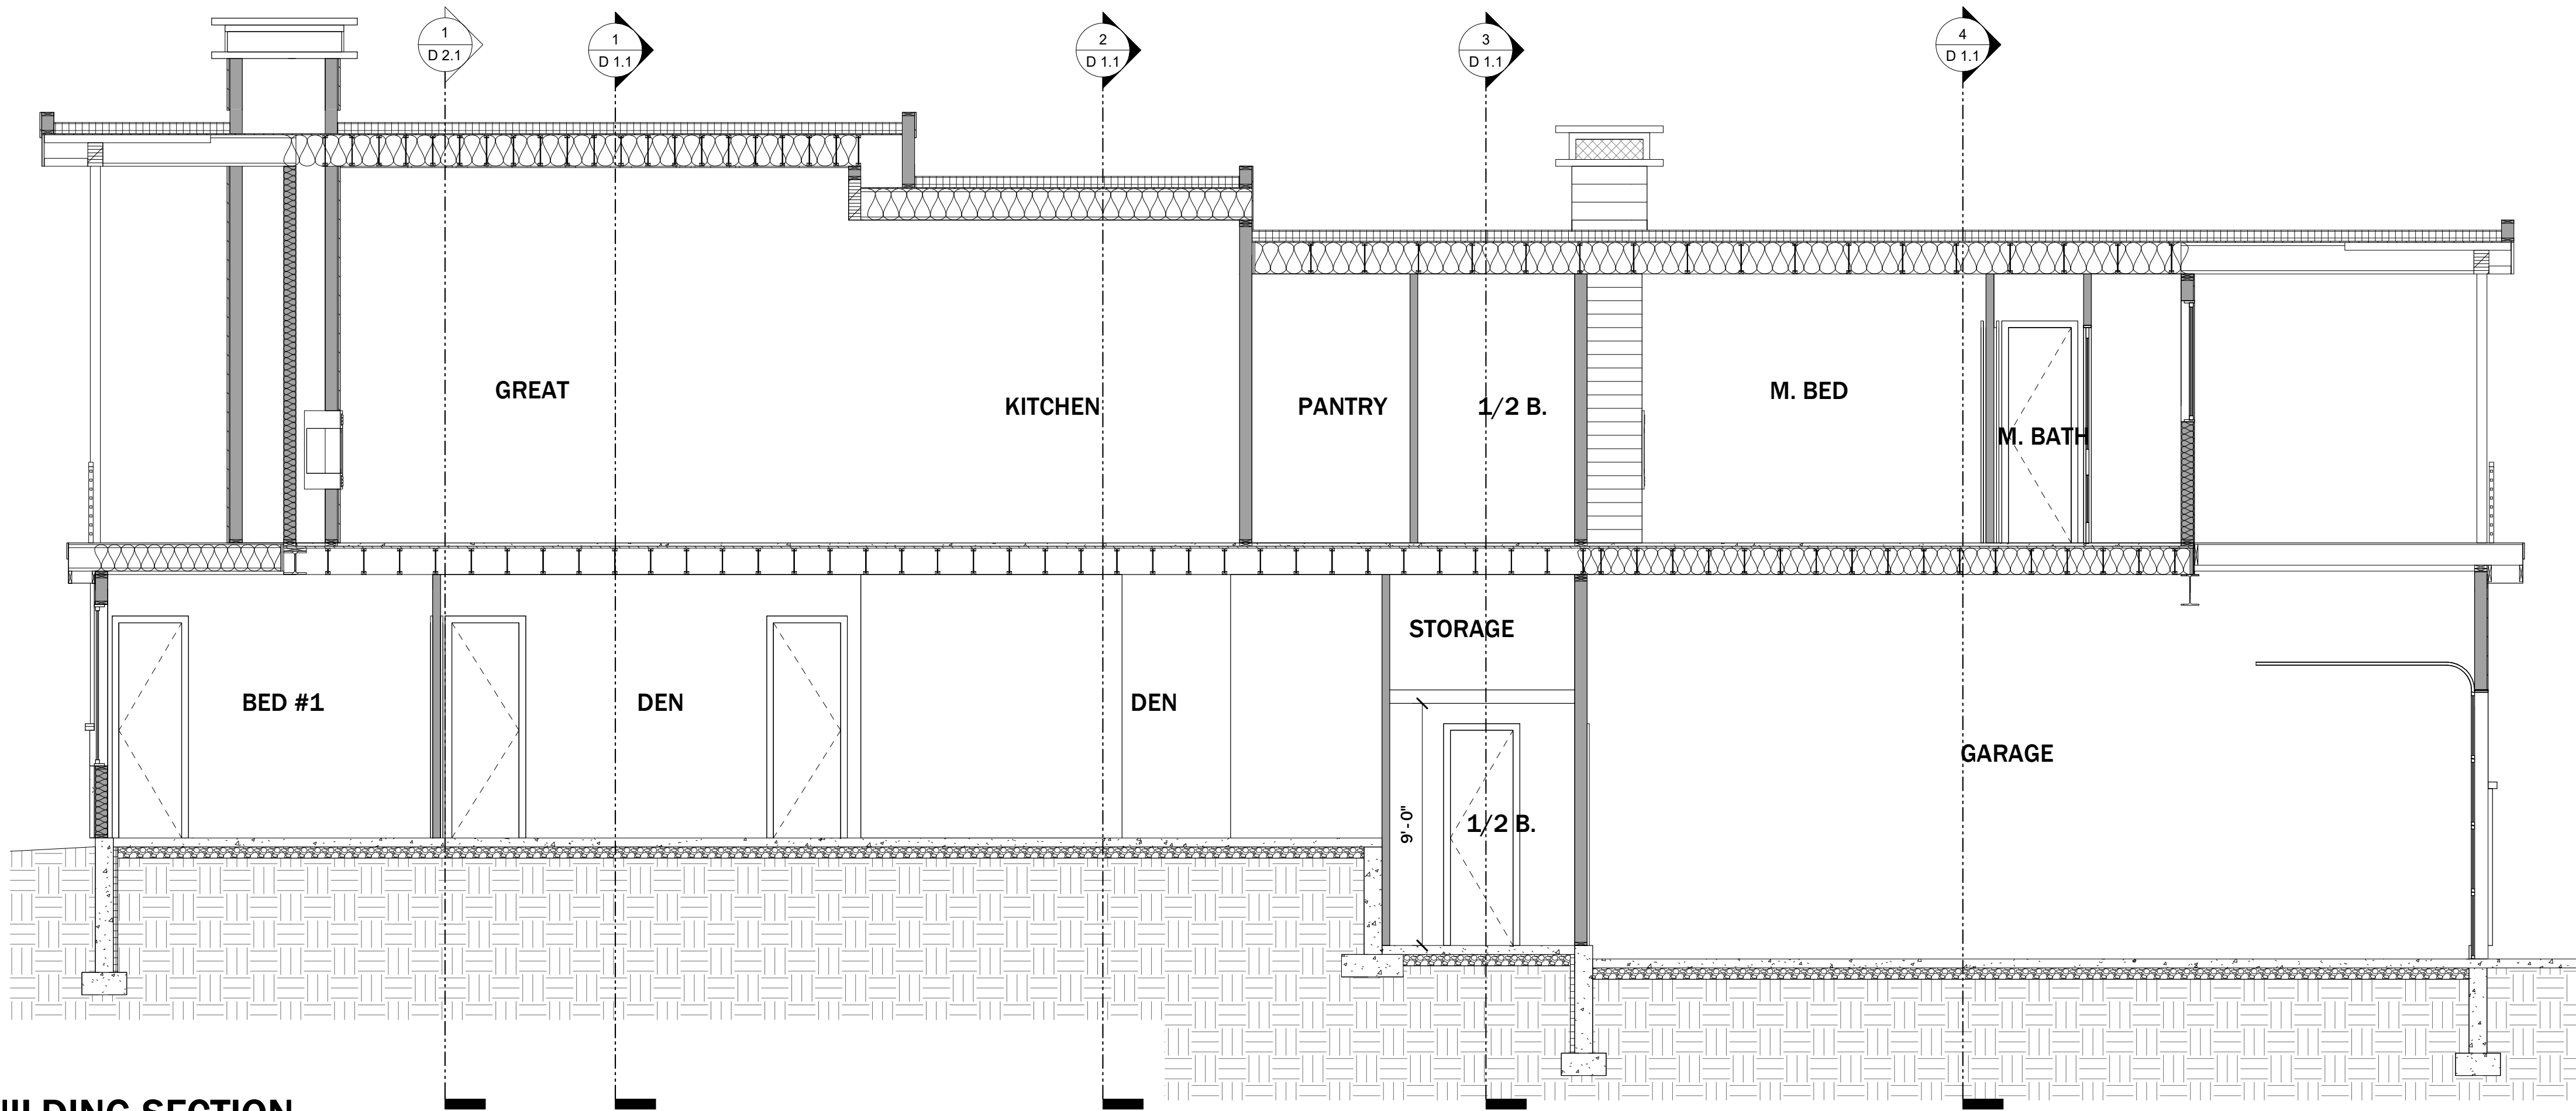 1
D 2.1
1
D 1.1
2
D 1.1
3
D 1.1
4
D 1.1
GREAT
KITCHEN
PANTRY
1/2 B.
M. BED
M. BATH
STORAGE
BED #1
DEN
DEN
GARAGE
9'-0"
1/2 B.
SECTION